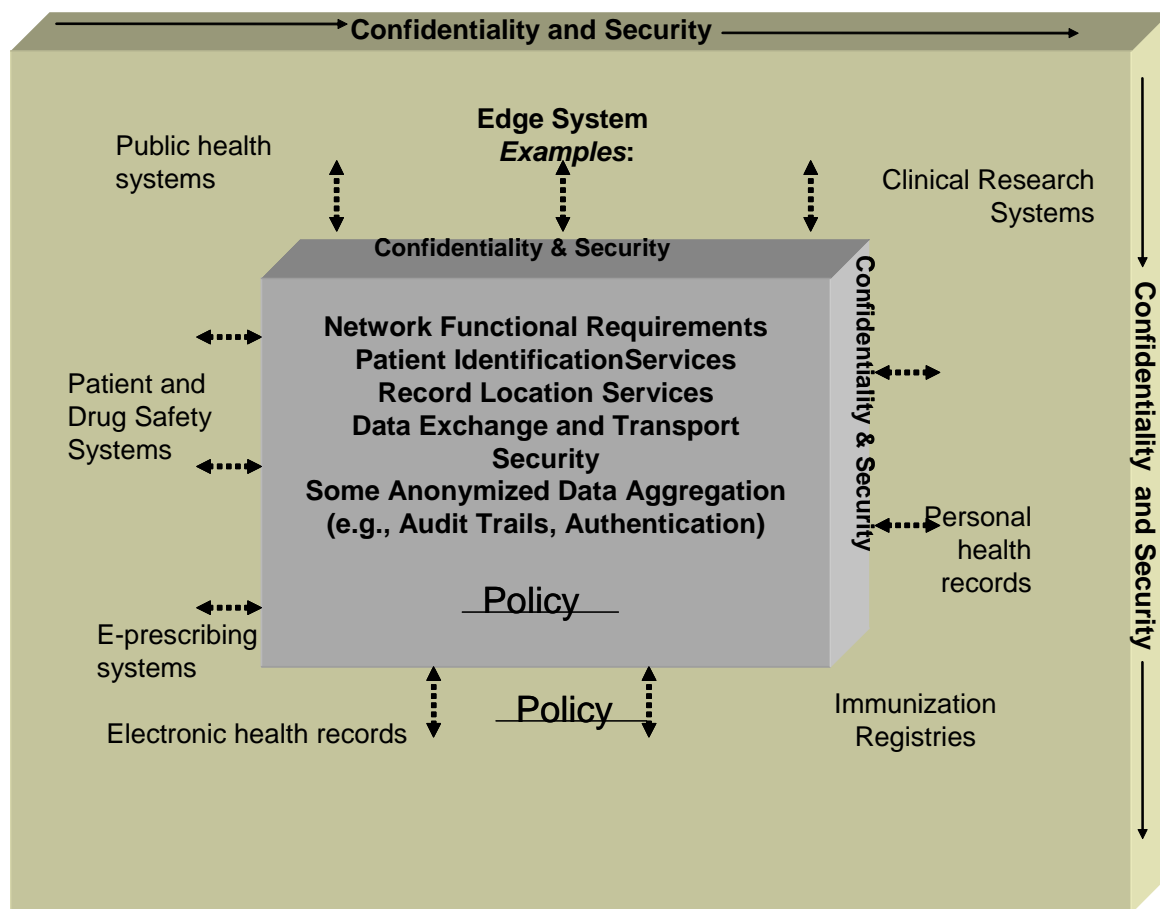 Confidentiality and Security
Edge System
Examples:
Public health
systems
Clinical Research
Systems
Confidentiality & Security
Network Functional Requirements
Patient IdentificationServices
Record Location Services
Data Exchange and Transport
Security
Some Anonymized Data Aggregation
(e.g., Audit Trails, Authentication)
Policy
Confidentiality & Security
Confidentiality and Security
Patient and
Drug Safety
Systems
Personal
health
records
E-prescribing
systems
Electronic health records
Policy
Immunization
Registries